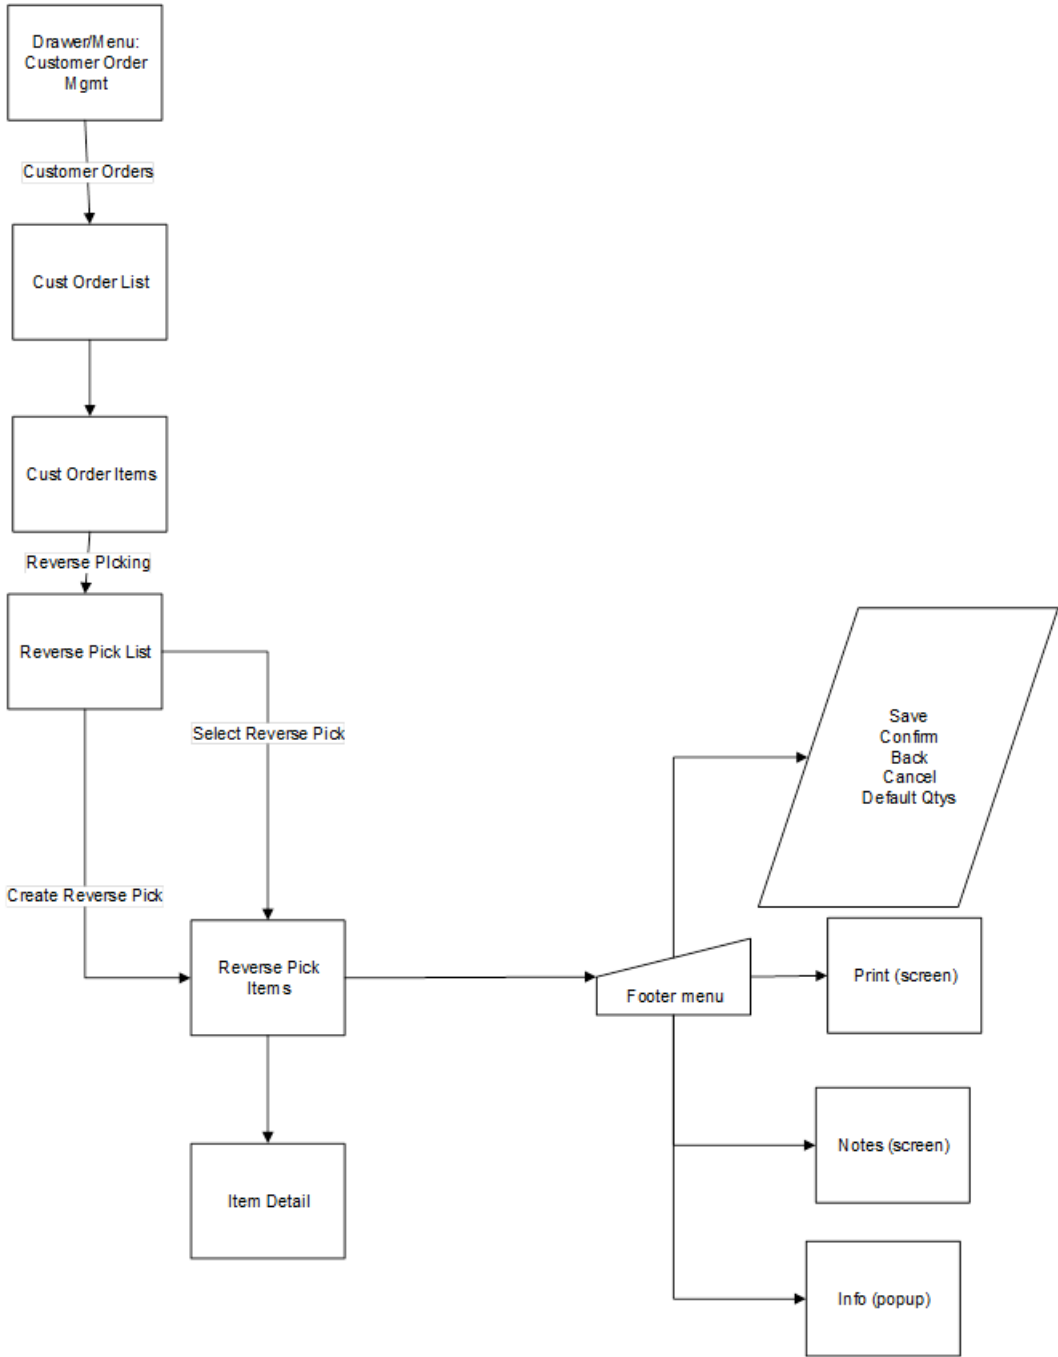 Drawer/Menu:
Customer Order
Mgmt
Customer Orders
Cust Order List
Cust Order Items
Reverse PIcking
Reverse Pick List
Select Reverse Pick
Save
Confirm
Back
Cancel
Default Qtys
Create Reverse Pick
Reverse Pick
Items
Footer menu
Print (screen)
Notes (screen)
Item Detail
Info (popup)